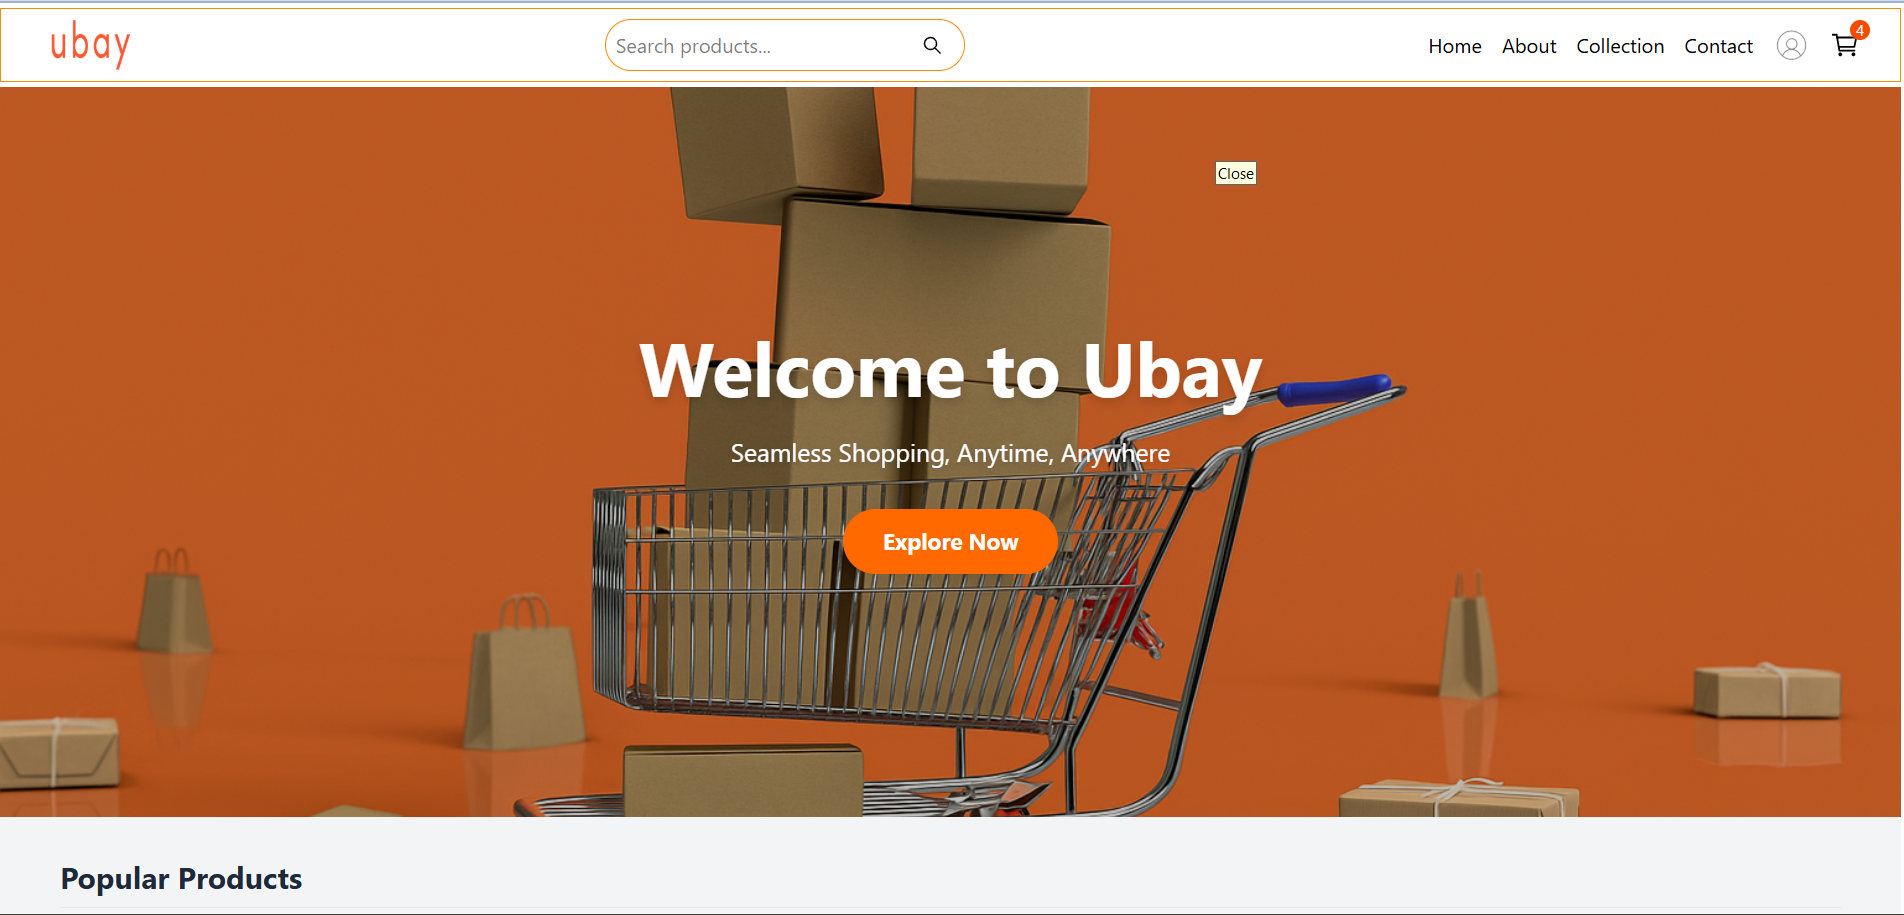 ubay
Search products...
Home About Collection Contact
4
Close
Welcome to Ubay
Seamless Shopping, Anytime, Anywhere
Explore Now
Popular Products